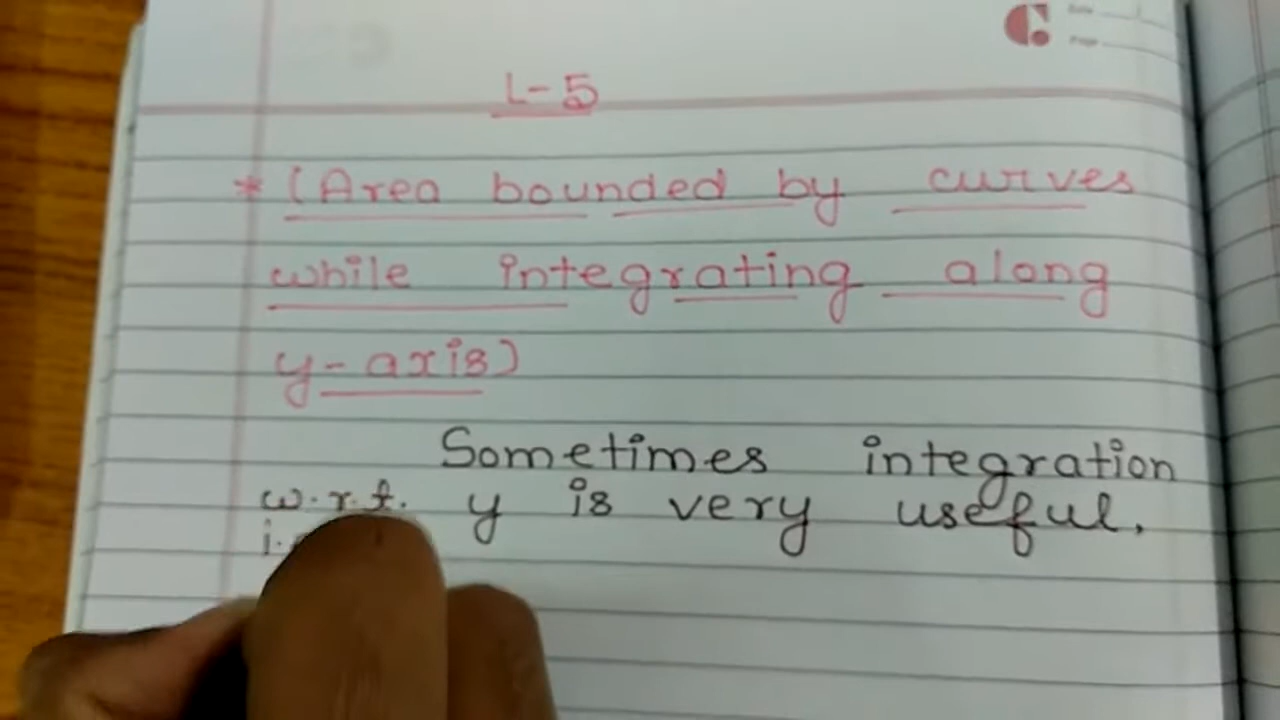 L-5
* (Area bounded by curves
while integrating along
y-axis)
Sometimes integration
w.r.t. y is very useful.